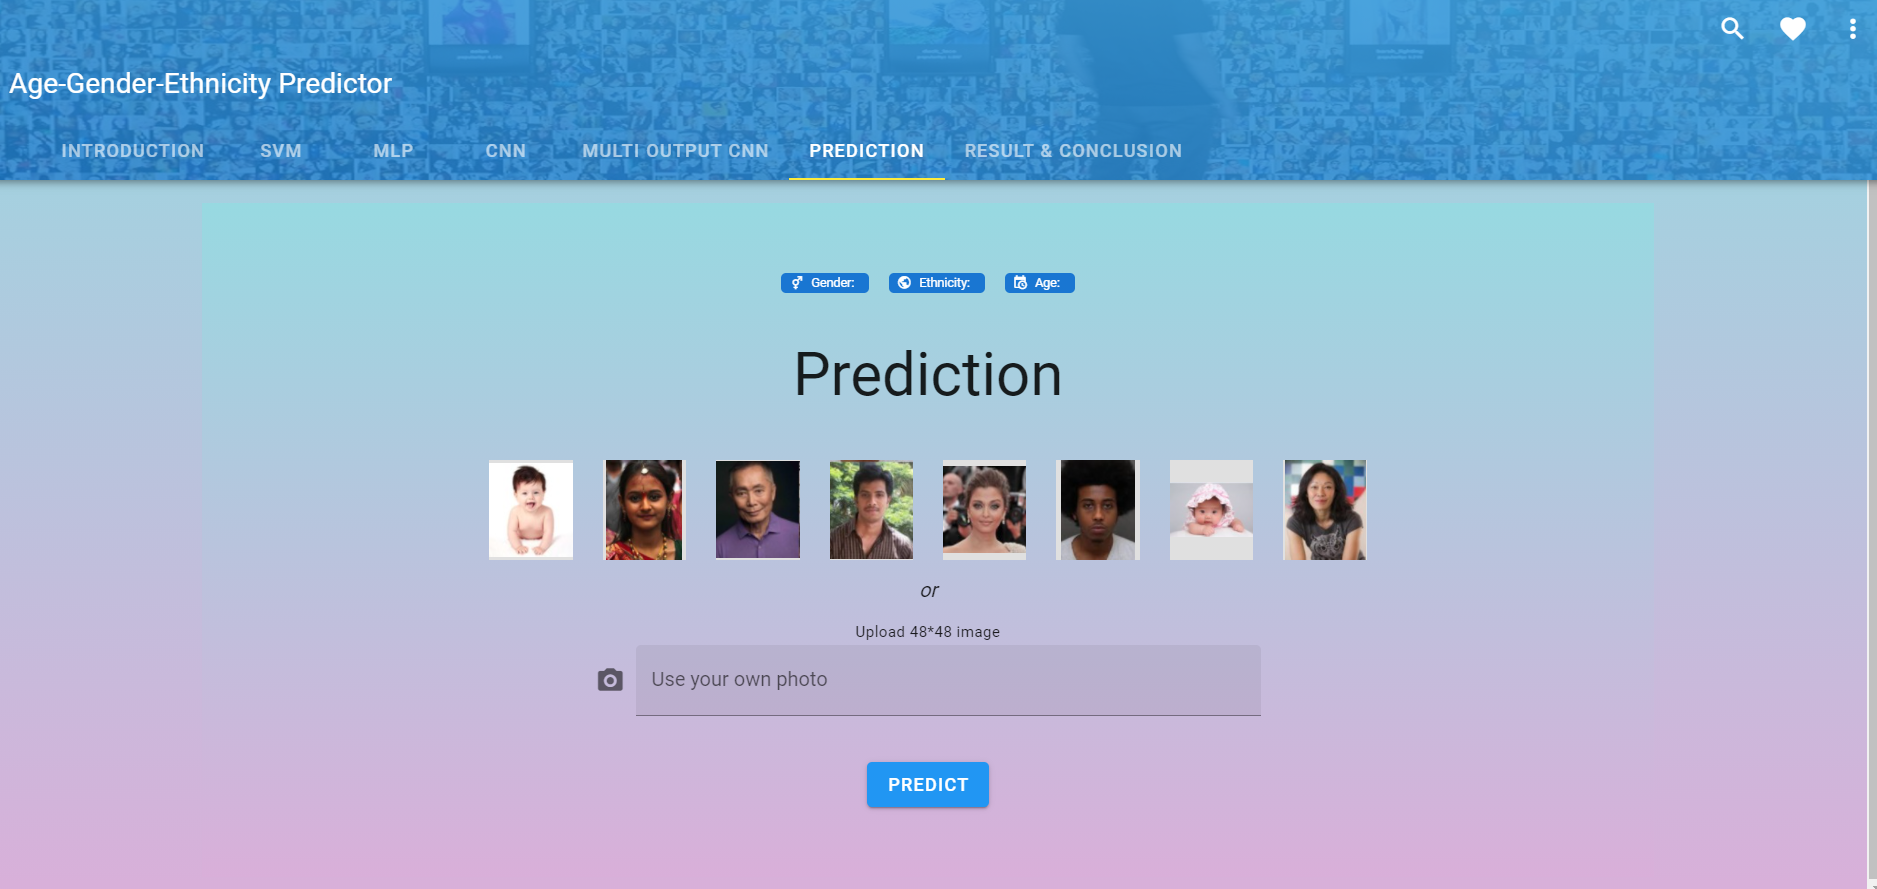 Age-Gender-Ethnicity Predictor
INTRODUCTION SVM MLP CNN MULTI OUTPUT CNN PREDICTION RESULT & CONCLUSION
Gender: Ethnicity: Age:
Prediction
or
Upload 48*48 image
Use your own photo
PREDICT